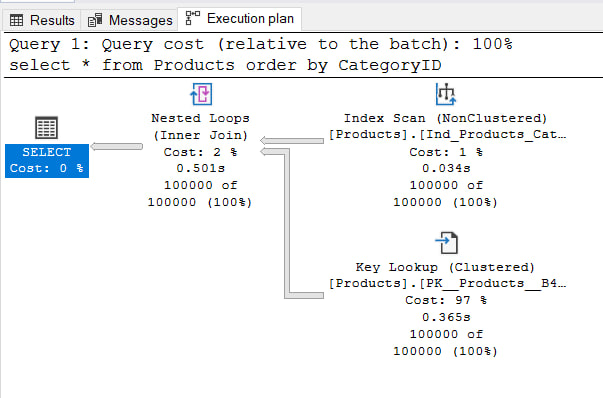 Results Messages Execution plan
Query 1: Query cost (relative to the batch): 100%
select * from Products order by CategoryID
SELECT
Cost: 0 %
Nested Loops
(Inner Join)
Cost: 2 %
0.501s
100000 of
100000 (100%)
Index Scan (NonClustered)
[Products].[Ind_Products_Cat…
Cost: 1 %
0.034s
100000 of
100000 (100%)
Key Lookup (Clustered)
[Products].[PK__Products__B4…
Cost: 97 %
0.365s
100000 of
100000 (100%)